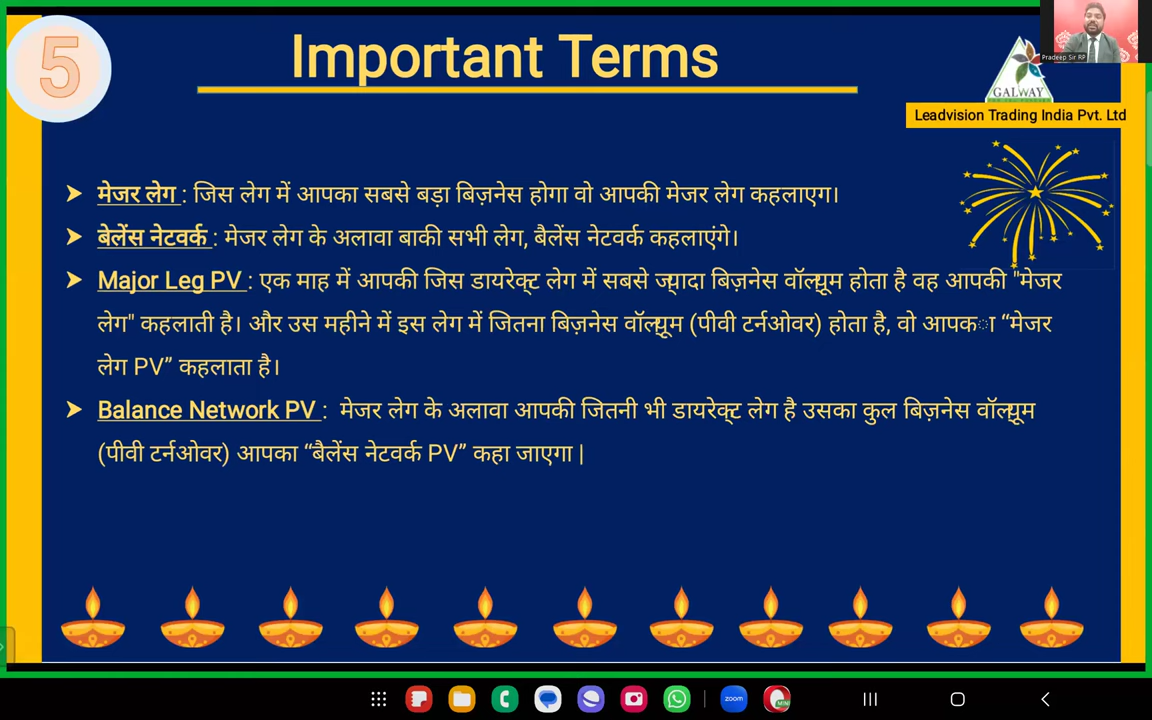 5
Important Terms
Pradeep Sir RP
GALWAY
Leadvision Trading India Pvt. Ltd
मेजर लेग : जिस लेग में आपका सबसे बड़ा बिज़नेस होगा वो आपकी मेजर लेग कहलाएग।
बेलेंस नेटवर्क : मेजर लेग के अलावा बाकी सभी लेग, बैलेंस नेटवर्क कहलाएंगे।
Major Leg PV : एक माह में आपकी जिस डायरेक्ट लेग में सबसे ज्यादा बिज़नेस वॉल्यूम होता है वह आपकी "मेजर
लेग" कहलाती है। और उस महीने में इस लेग में जितना बिज़नेस वॉल्यूम (पीवी टर्नओवर) होता है, वो आपका “मेजर
लेग PV” कहलाता है।
Balance Network PV : मेजर लेग के अलावा आपकी जितनी भी डायरेक्ट लेग है उसका कुल बिज़नेस वॉल्यूम
(पीवी टर्नओवर) आपका “बैलेंस नेटवर्क PV” कहा जाएगा |
zoom